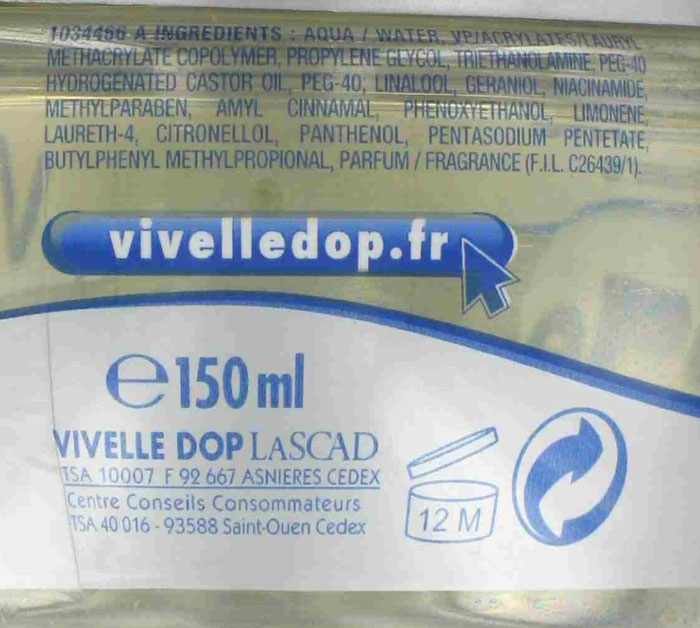 1034466 A INGREDIENTS : AQUA / WATER, VP/ACRYLATES/LAURYL
METHACRYLATE COPOLYMER, PROPYLENE GLYCOL, TRIETHANOLAMINE, PEG-40
HYDROGENATED CASTOR OIL, PEG-40, LINALOOL, GERANIOL, NIACINAMIDE,
METHYLPARABEN, AMYL CINNAMAL, PHENOXYETHANOL, LIMONENE,
LAURETH-4, CITRONELLOL, PANTHENOL, PENTASODIUM PENTETATE,
BUTYLPHENYL METHYLPROPIONAL, PARFUM / FRAGRANCE (F.I.L. C26439/1).
vivelledop.fr
℮150 ml
VIVELLE DOP LASCAD
TSA 10007 F 92 667 ASNIERES CEDEX
Centre Conseils Consommateurs
TSA 40 016 - 93588 Saint-Ouen Cedex
12 M